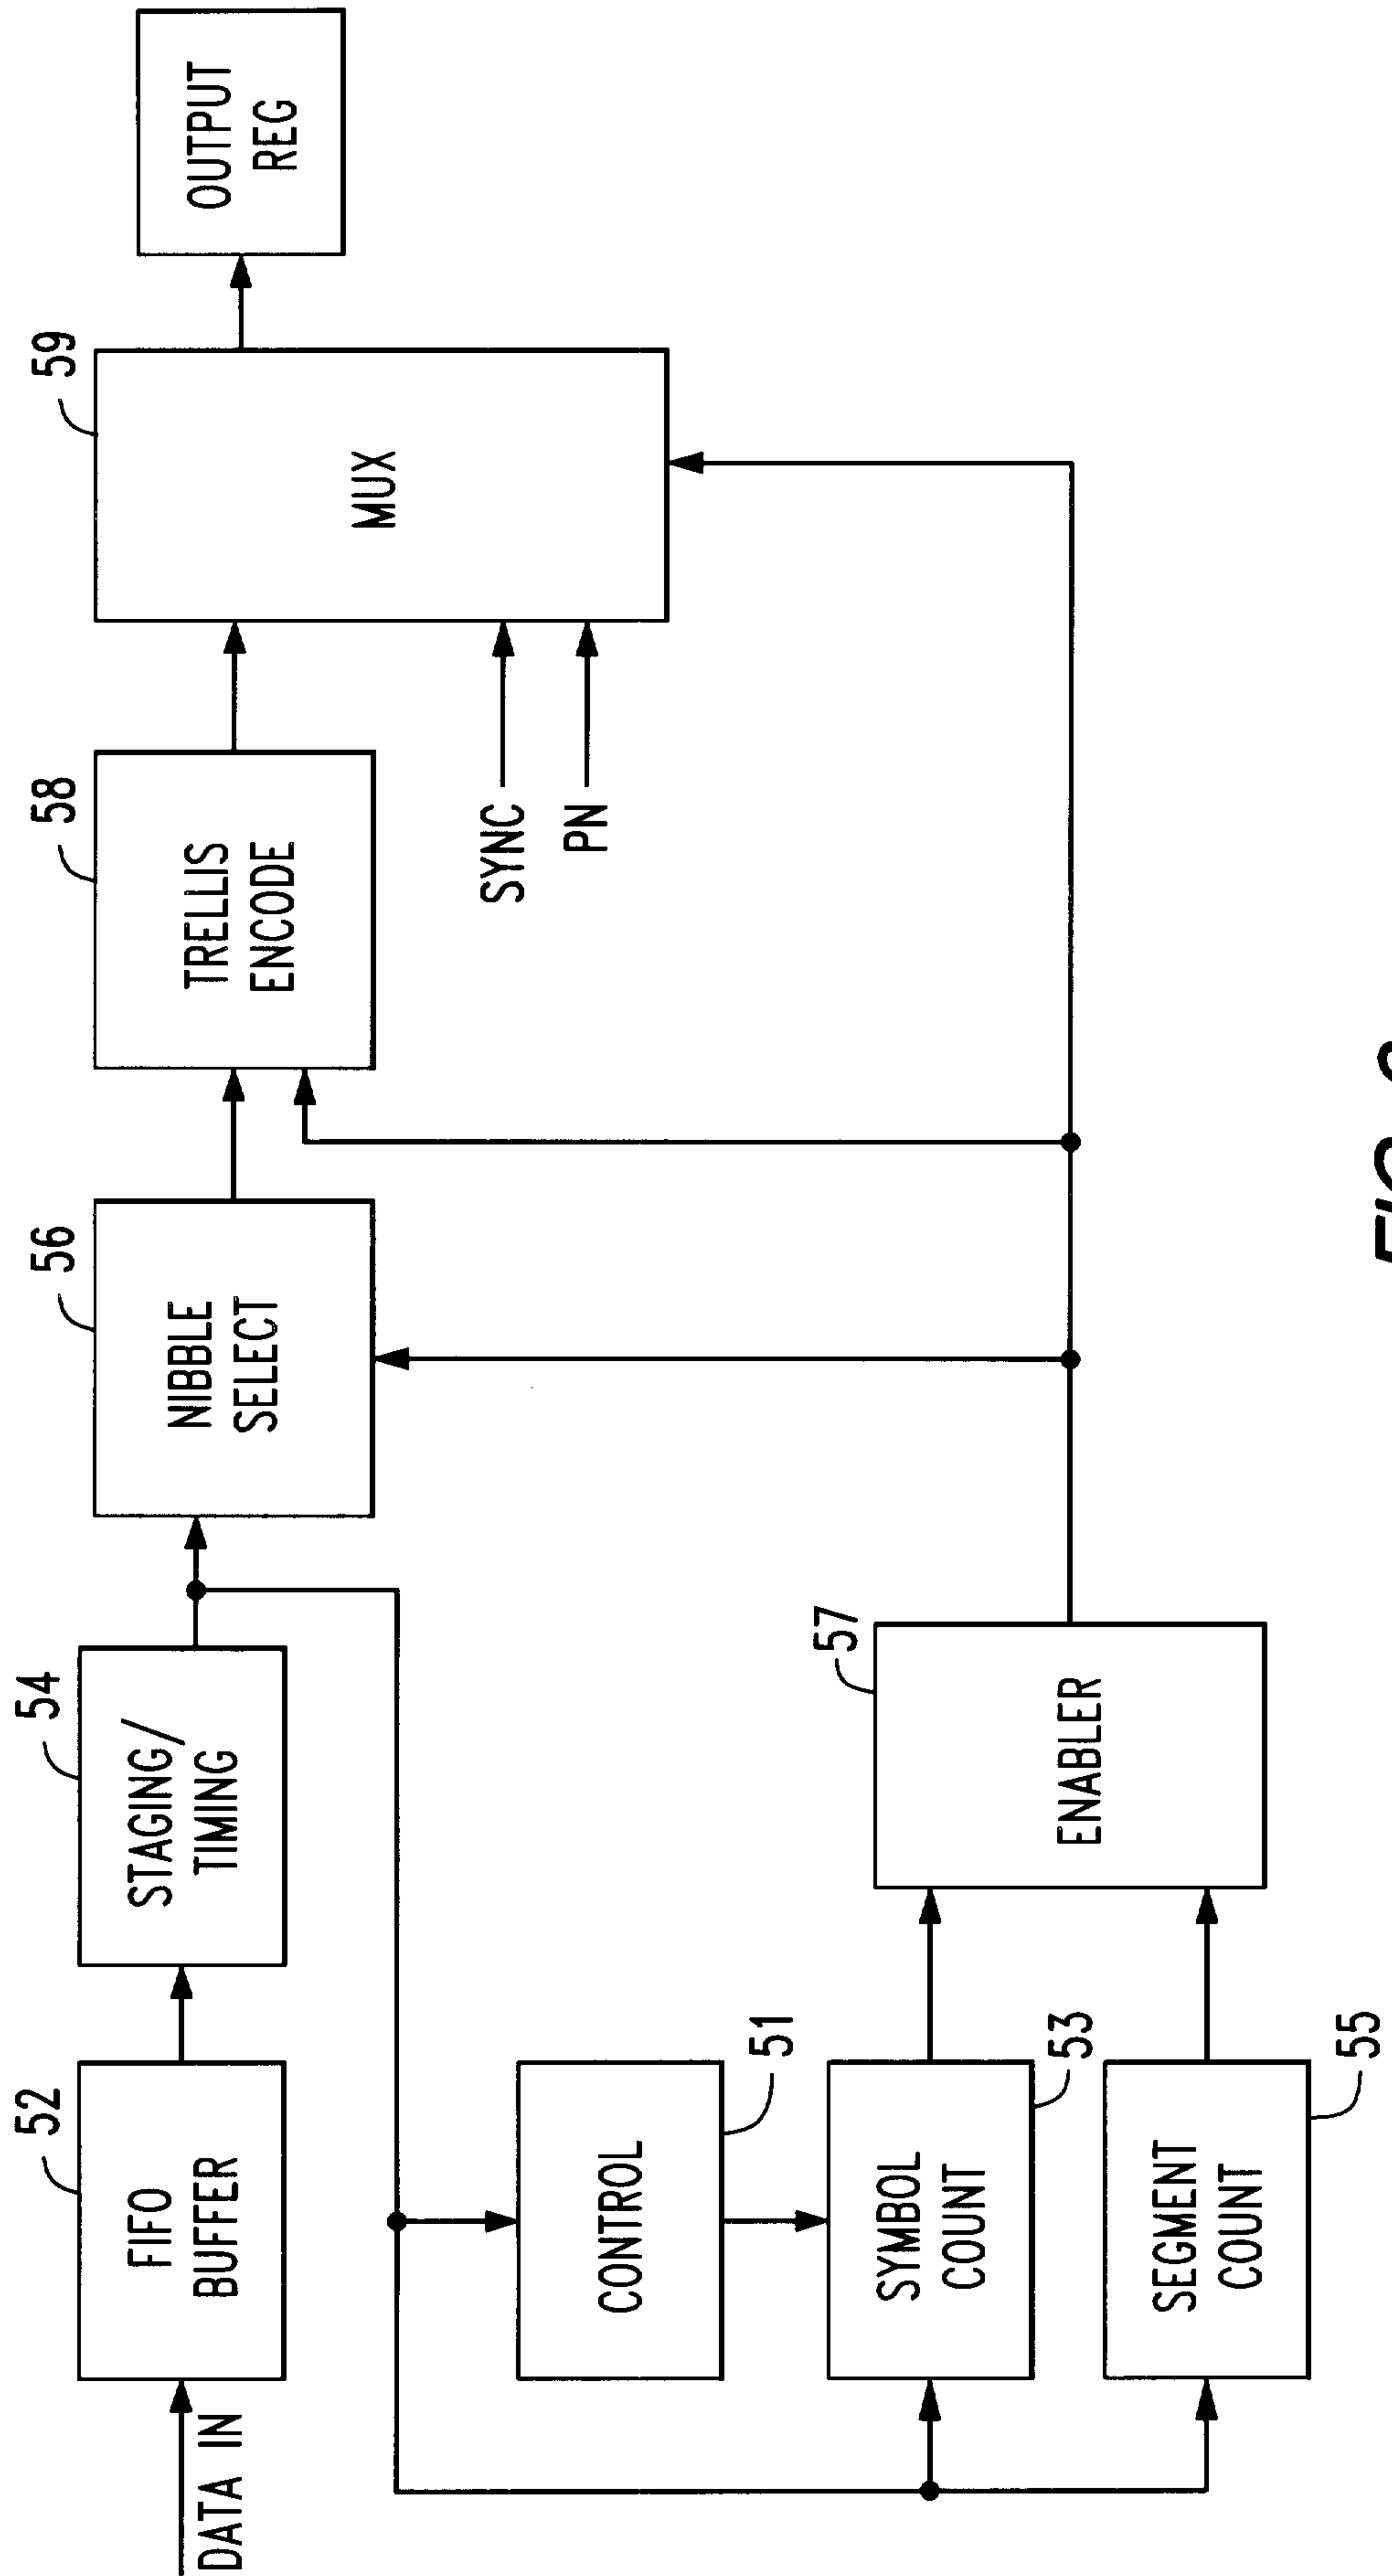 DATA IN
52
FIFO
BUFFER
54
STAGING/
TIMING
56
NIBBLE
SELECT
58
TRELLIS
ENCODE
59
MUX
SYNC
PN
OUTPUT
REG
51
CONTROL
53
SYMBOL
COUNT
55
SEGMENT
COUNT
57
ENABLER